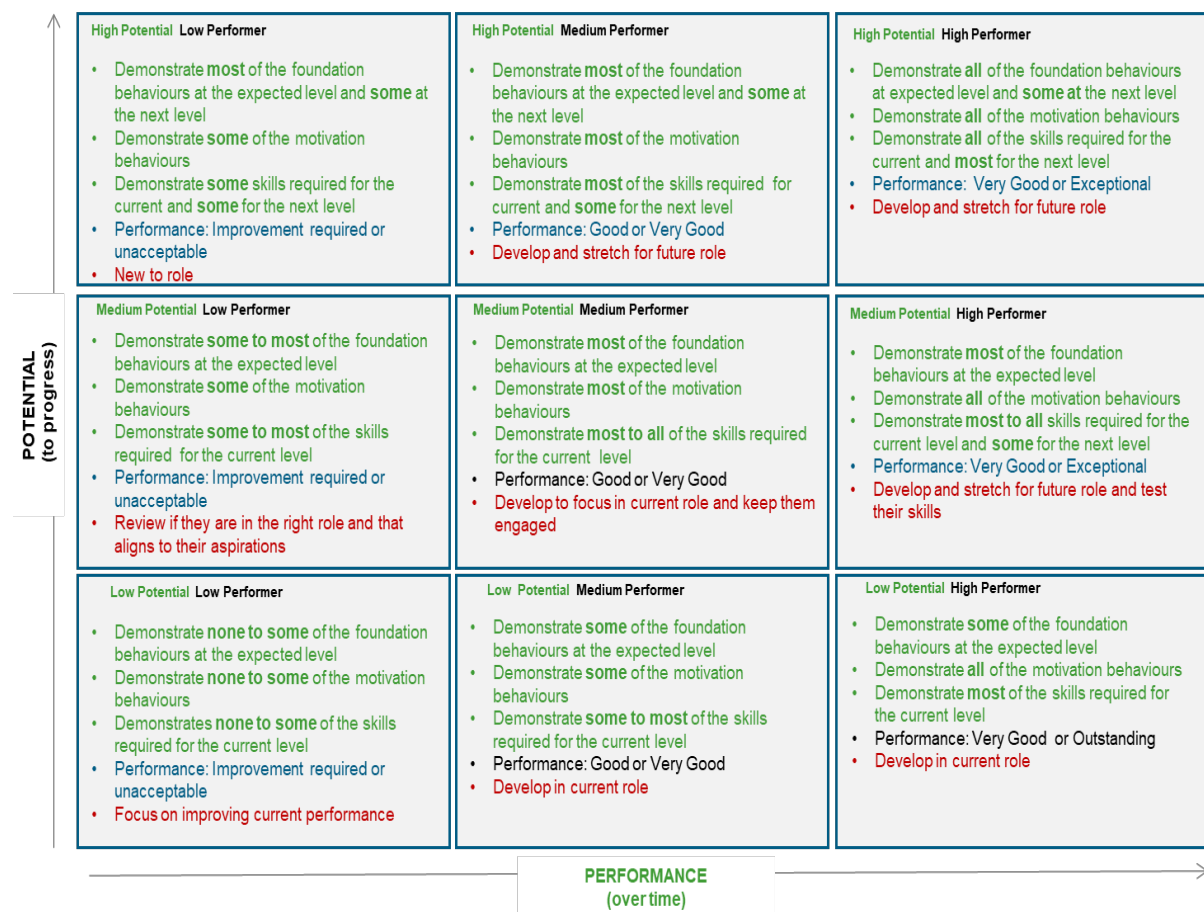 High Potential Low Performer
• Demonstrate most of the foundation
behaviours at the expected level and some at
the next level
• Demonstrate some of the motivation
behaviours
• Demonstrate some skills required for the
current and some for the next level
• Performance: Improvement required or
unacceptable
• New to role
High Potential Medium Performer
• Demonstrate most of the foundation
behaviours at the expected level and some at
the next level
• Demonstrate most of the motivation
behaviours
• Demonstrate most of the skills required for
current and some for the next level
• Performance: Good or Very Good
• Develop and stretch for future role
High Potential High Performer
• Demonstrate all of the foundation behaviours
at expected level and some at the next level
• Demonstrate all of the motivation behaviours
• Demonstrate all of the skills required for the
current and most for the next level
• Performance: Very Good or Exceptional
• Develop and stretch for future role
POTENTIAL
(to progress)
Medium Potential Low Performer
• Demonstrate some to most of the foundation
behaviours at the expected level
• Demonstrate some of the motivation
behaviours
• Demonstrate some to most of the skills
required for the current level
• Performance: Improvement required or
unacceptable
• Review if they are in the right role and that
aligns to their aspirations
Medium Potential Medium Performer
• Demonstrate most of the foundation
behaviours at the expected level
• Demonstrate most of the motivation
behaviours
• Demonstrate most to all of the skills required
for the current level
• Performance: Good or Very Good
• Develop to focus in current role and keep them
engaged
Medium Potential High Performer
• Demonstrate most of the foundation
behaviours at the expected level
• Demonstrate all of the motivation behaviours
• Demonstrate most to all skills required for the
current level and some for the next level
• Performance: Very Good or Exceptional
• Develop and stretch for future role and test
their skills
Low Potential Low Performer
• Demonstrate none to some of the foundation
behaviours at the expected level
• Demonstrate none to some of the motivation
behaviours
• Demonstrates none to some of the skills
required for the current level
• Performance: Improvement required or
unacceptable
• Focus on improving current performance
Low Potential Medium Performer
• Demonstrate some of the foundation
behaviours at the expected level
• Demonstrate some of the motivation
behaviours
• Demonstrate some to most of the skills
required for the current level
• Performance: Good or Very Good
• Develop in current role
Low Potential High Performer
• Demonstrate some of the foundation
behaviours at the expected level
• Demonstrate all of the motivation behaviours
• Demonstrate most of the skills required for
the current level
• Performance: Very Good or Outstanding
• Develop in current role
PERFORMANCE
(over time)